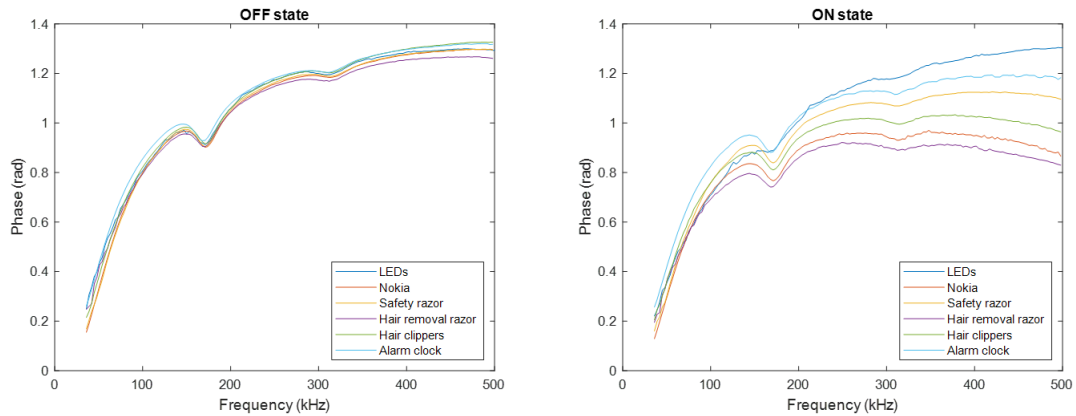 OFF state
1.4
1.2
1
0.8
0.6
0.4
0.2
0
Phase (rad)
LEDs
Nokia
Safety razor
Hair removal razor
Hair clippers
Alarm clock
0 100 200 300 400 500
Frequency (kHz)
ON state
1.4
1.2
1
0.8
0.6
0.4
0.2
0
Phase (rad)
LEDs
Nokia
Safety razor
Hair removal razor
Hair clippers
Alarm clock
0 100 200 300 400 500
Frequency (kHz)